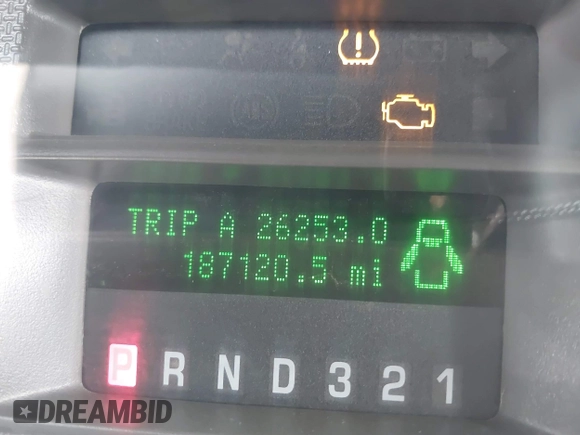 TRIP A 26253.0
187120.5 mi
P R N D 3 2 1
DREAMBID